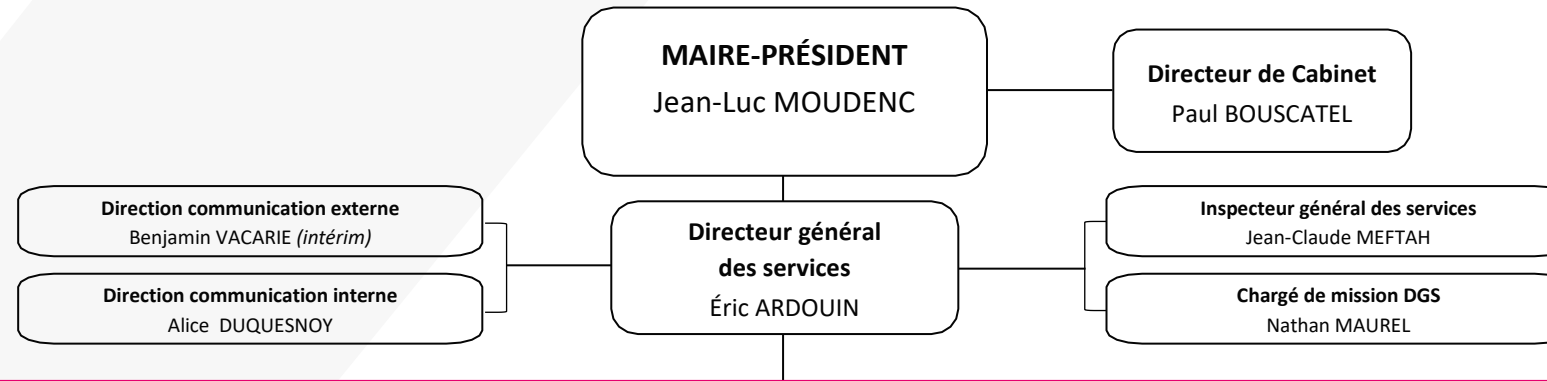 MAIRE-PRÉSIDENT
Jean-Luc MOUDENC
Directeur de Cabinet
Paul BOUSCATEL
Direction communication externe
Benjamin VACARIE (intérim)
Direction communication interne
Alice DUQUESNOY
Directeur général
des services
Éric ARDOUIN
Inspecteur général des services
Jean-Claude MEFTAH
Chargé de mission DGS
Nathan MAUREL